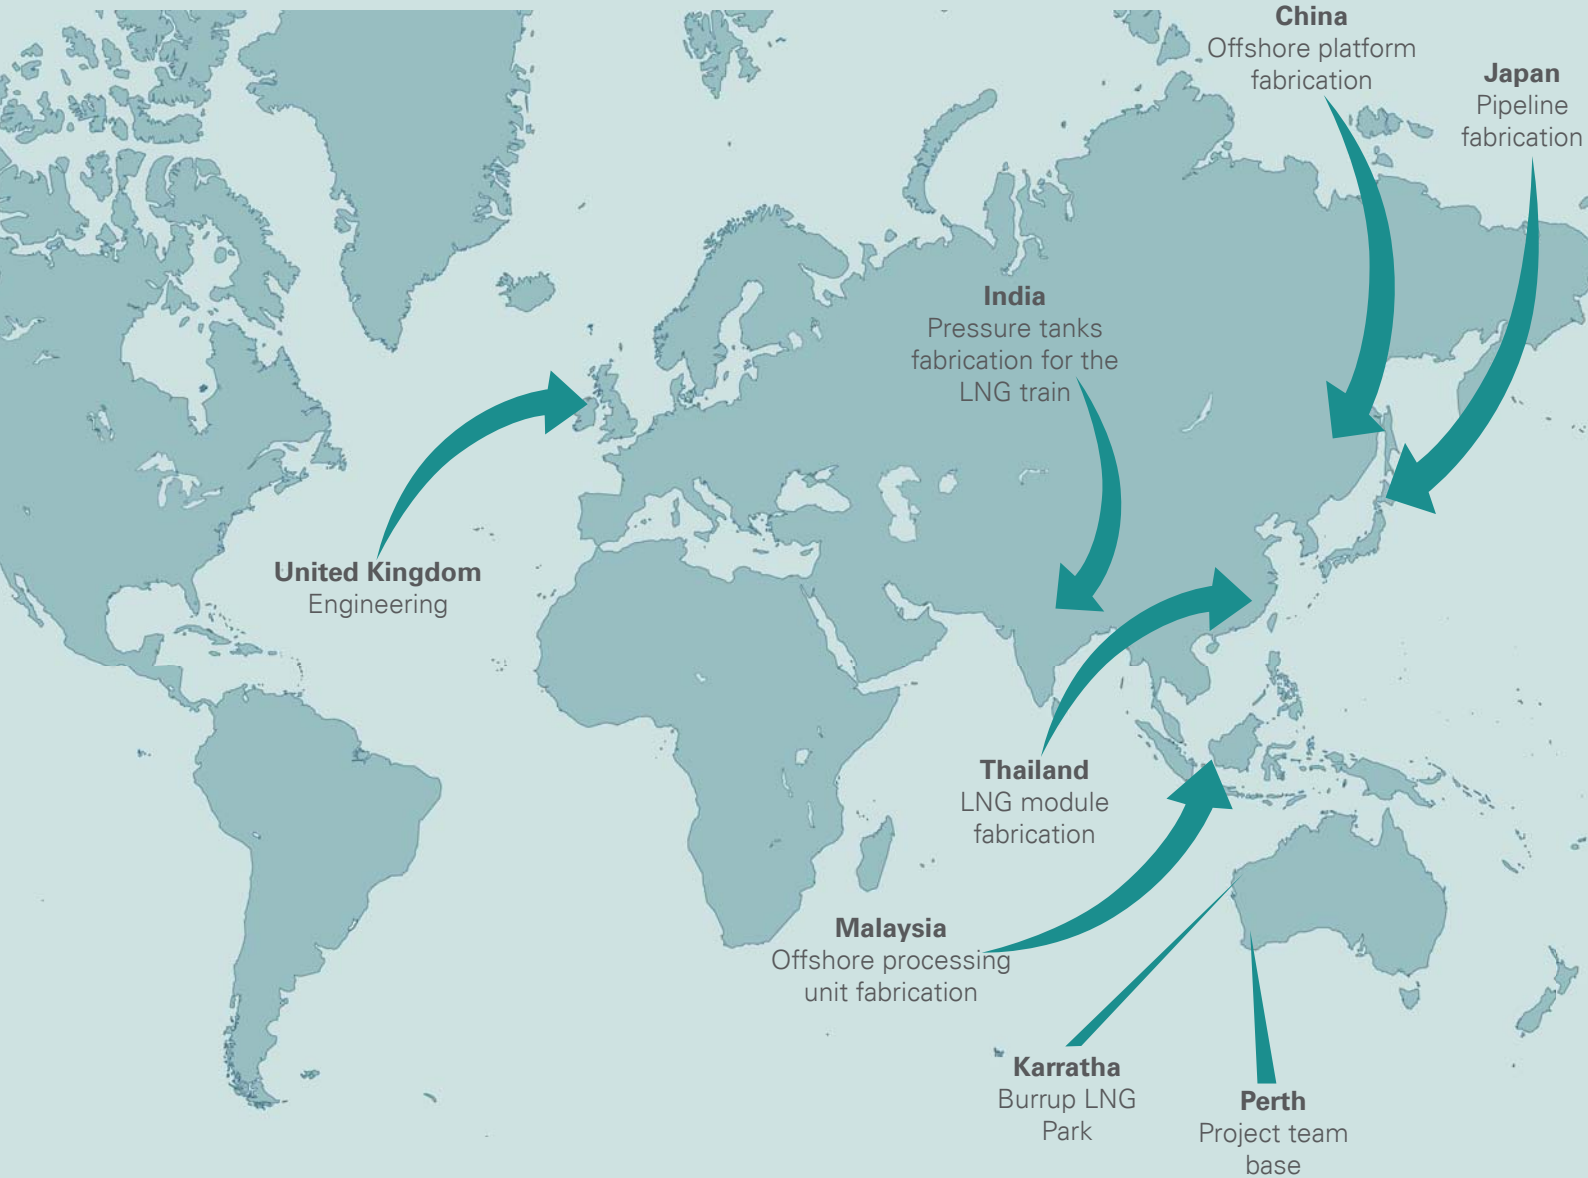 China
Offshore platform
fabrication
Japan
Pipeline
fabrication
India
Pressure tanks
fabrication for the
LNG train
United Kingdom
Engineering
Thailand
LNG module
fabrication
Malaysia
Offshore processing
unit fabrication
Karratha
Burrup LNG
Park
Perth
Project team
base